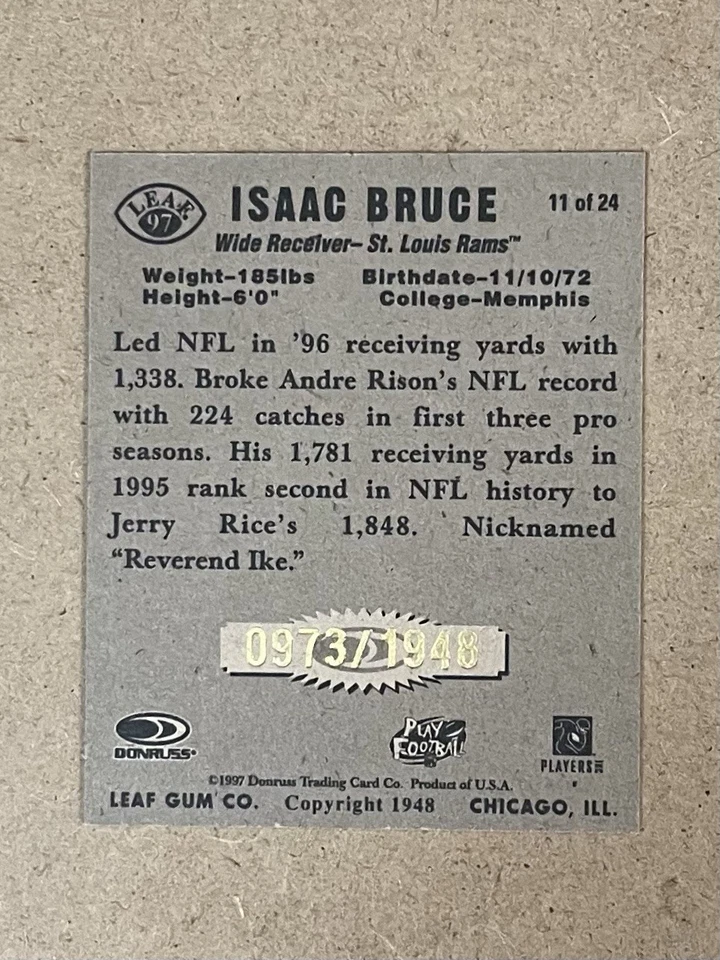 LEAF
97
ISAAC BRUCE
11 of 24
Wide Receiver– St. Louis Rams™
Weight–185lbs Birthdate–11/10/72
Height–6'0" College–Memphis
Led NFL in '96 receiving yards with
1,338. Broke Andre Rison's NFL record
with 224 catches in first three pro
seasons. His 1,781 receiving yards in
1995 rank second in NFL history to
Jerry Rice's 1,848. Nicknamed
“Reverend Ike.”
0973/1948
DONRUSS®
PLAY
FOOTBALL
PLAYERS INC
©1997 Donruss Trading Card Co. Product of U.S.A.
LEAF GUM CO. Copyright 1948 CHICAGO, ILL.